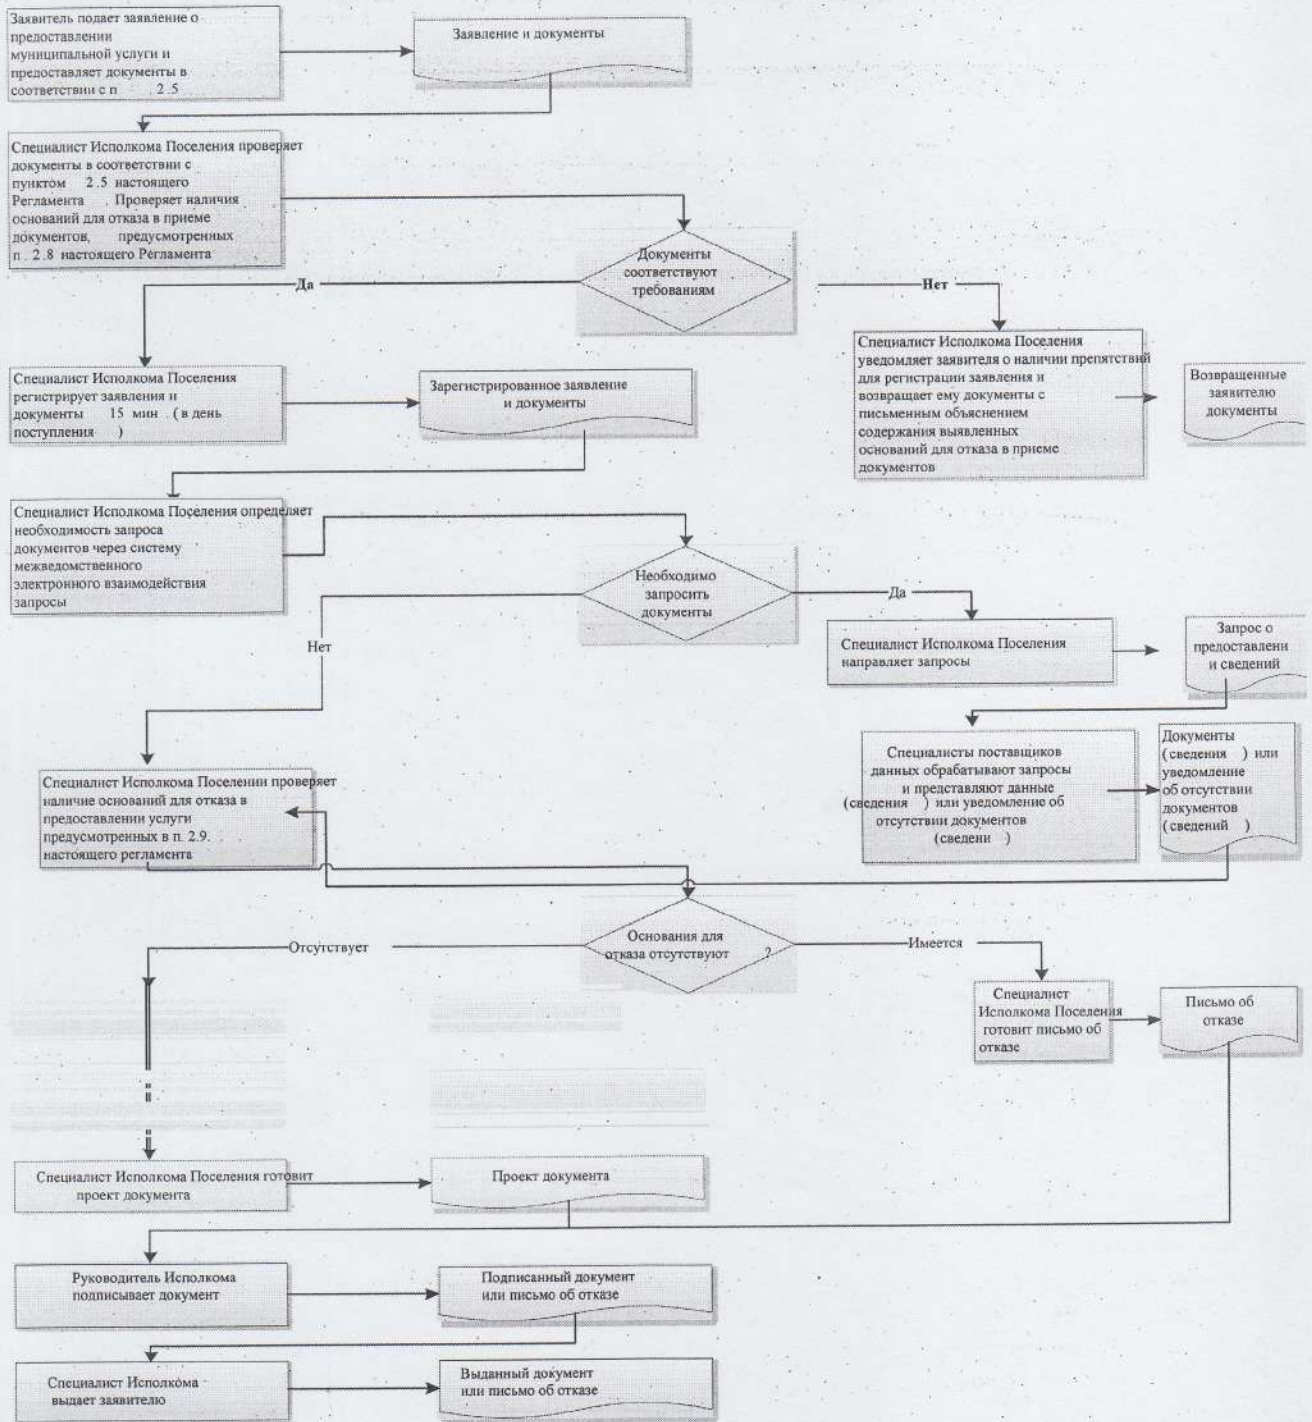 Заявитель подает заявление о
предоставлении
муниципальной услуги и
предоставляет документы в
соответствии с п . 2.5
Заявление и документы
Специалист Исполкома Поселения проверяет
документы в соответствии с
пунктом 2.5 настоящего
Регламента . Проверяет наличия
оснований для отказа в приеме
документов, предусмотренных
п. 2.8 настоящего Регламента
Документы
соответствуют
требованиям
Да
Нет
Специалист Исполкома Поселения
регистрирует заявления и
документы 15 мин . ( в день
поступления )
Зарегистрированное заявление
и документы
Специалист Исполкома Поселения
уведомляет заявителя о наличии препятствий
для регистрации заявления и
возвращает ему документы с
письменным объяснением
содержания выявленных
оснований для отказа в приеме
документов
Возвращенные
заявителю
документы
Специалист Исполкома Поселения определяет
необходимость запроса
документов через систему
межведомственного
электронного взаимодействия
запросы
Необходимо
запросить
документы
Да
Нет
Специалист Исполкома Поселения
направляет запросы
Запрос о
предоставлени
и сведений
Специалисты поставщиков
данных обрабатывают запросы
и представляют данные
(сведения ) или уведомление об
отсутствии документов
(сведени )
Документы
(сведения ) или
уведомление
об отсутствии
документов
(сведений )
Специалист Исполкома Поселении проверяет
наличие оснований для отказа в
предоставлении услуги
предусмотренных в п. 2.9.
настоящего регламента
Основания для
отказа отсутствуют ?
Отсутствует
Имеется
Специалист
Исполкома Поселения
готовит письмо об
отказе
Письмо об
отказе
Специалист Исполкома Поселения готовит
проект документа
Проект документа
Руководитель Исполкома
подписывает документ
Подписанный документ
или письмо об отказе
Специалист Исполкома
выдает заявителю
Выданный документ
или письмо об отказе